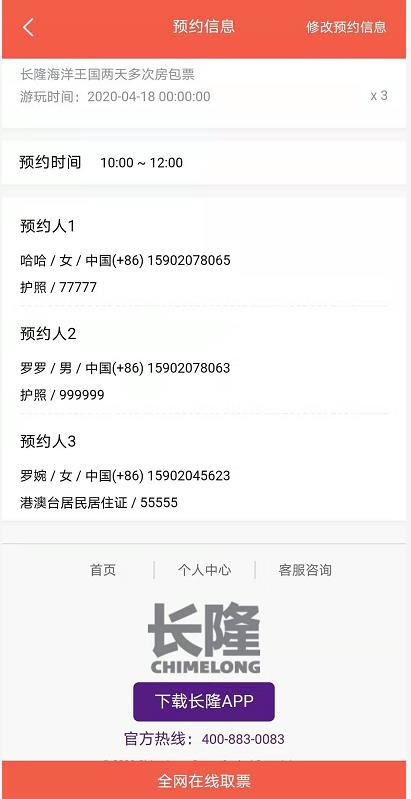 预约信息
修改预约信息
长隆海洋王国两天多次房包票
游玩时间：2020-04-18 00:00:00
x 3
预约时间 10:00 ~ 12:00
预约人1
哈哈 / 女 / 中国(+86) 15902078065
护照 / 77777
预约人2
罗罗 / 男 / 中国(+86) 15902078063
护照 / 999999
预约人3
罗婉 / 女 / 中国(+86) 15902045623
港澳台居民居住证 / 55555
首页
个人中心
客服咨询
长隆
CHIMELONG
下载长隆APP
官方热线：400-883-0083
全网在线取票